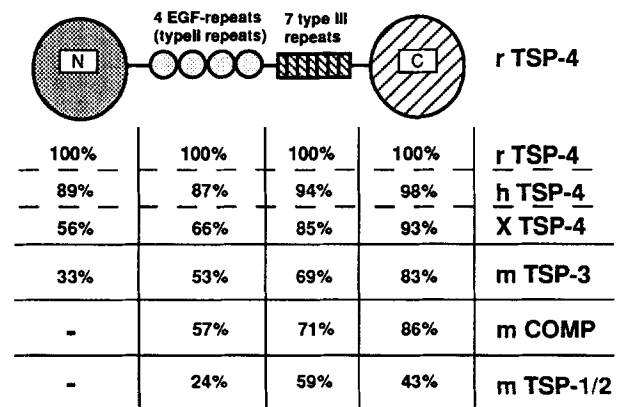 4 EGF-repeats 7 type III
(typeII repeats) repeats
N C r TSP-4
100% 100% 100% 100% r TSP-4
89% 87% 94% 98% h TSP-4
56% 66% 85% 93% X TSP-4
33% 53% 69% 83% m TSP-3
- 57% 71% 86% m COMP
- 24% 59% 43% m TSP-1/2